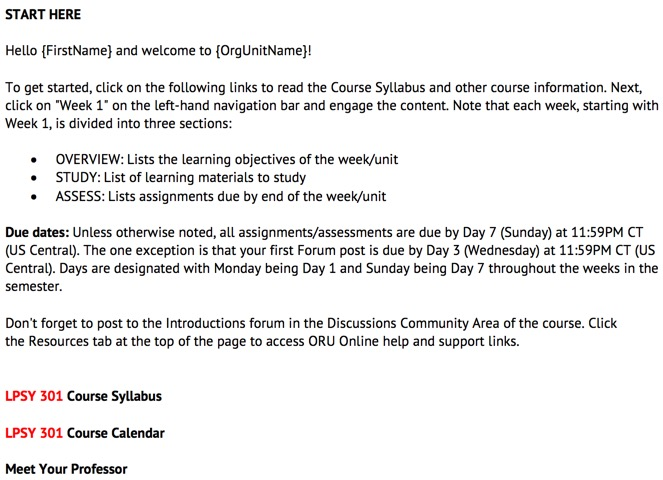 START HERE
Hello {FirstName} and welcome to {OrgUnitName}!
To get started, click on the following links to read the Course Syllabus and other course information. Next,
click on "Week 1" on the left-hand navigation bar and engage the content. Note that each week, starting with
Week 1, is divided into three sections:
• OVERVIEW: Lists the learning objectives of the week/unit
• STUDY: List of learning materials to study
• ASSESS: Lists assignments due by end of the week/unit
Due dates: Unless otherwise noted, all assignments/assessments are due by Day 7 (Sunday) at 11:59PM CT
(US Central). The one exception is that your first Forum post is due by Day 3 (Wednesday) at 11:59PM CT (US
Central). Days are designated with Monday being Day 1 and Sunday being Day 7 throughout the weeks in the
semester.
Don't forget to post to the Introductions forum in the Discussions Community Area of the course. Click
the Resources tab at the top of the page to access ORU Online help and support links.
LPSY 301 Course Syllabus
LPSY 301 Course Calendar
Meet Your Professor